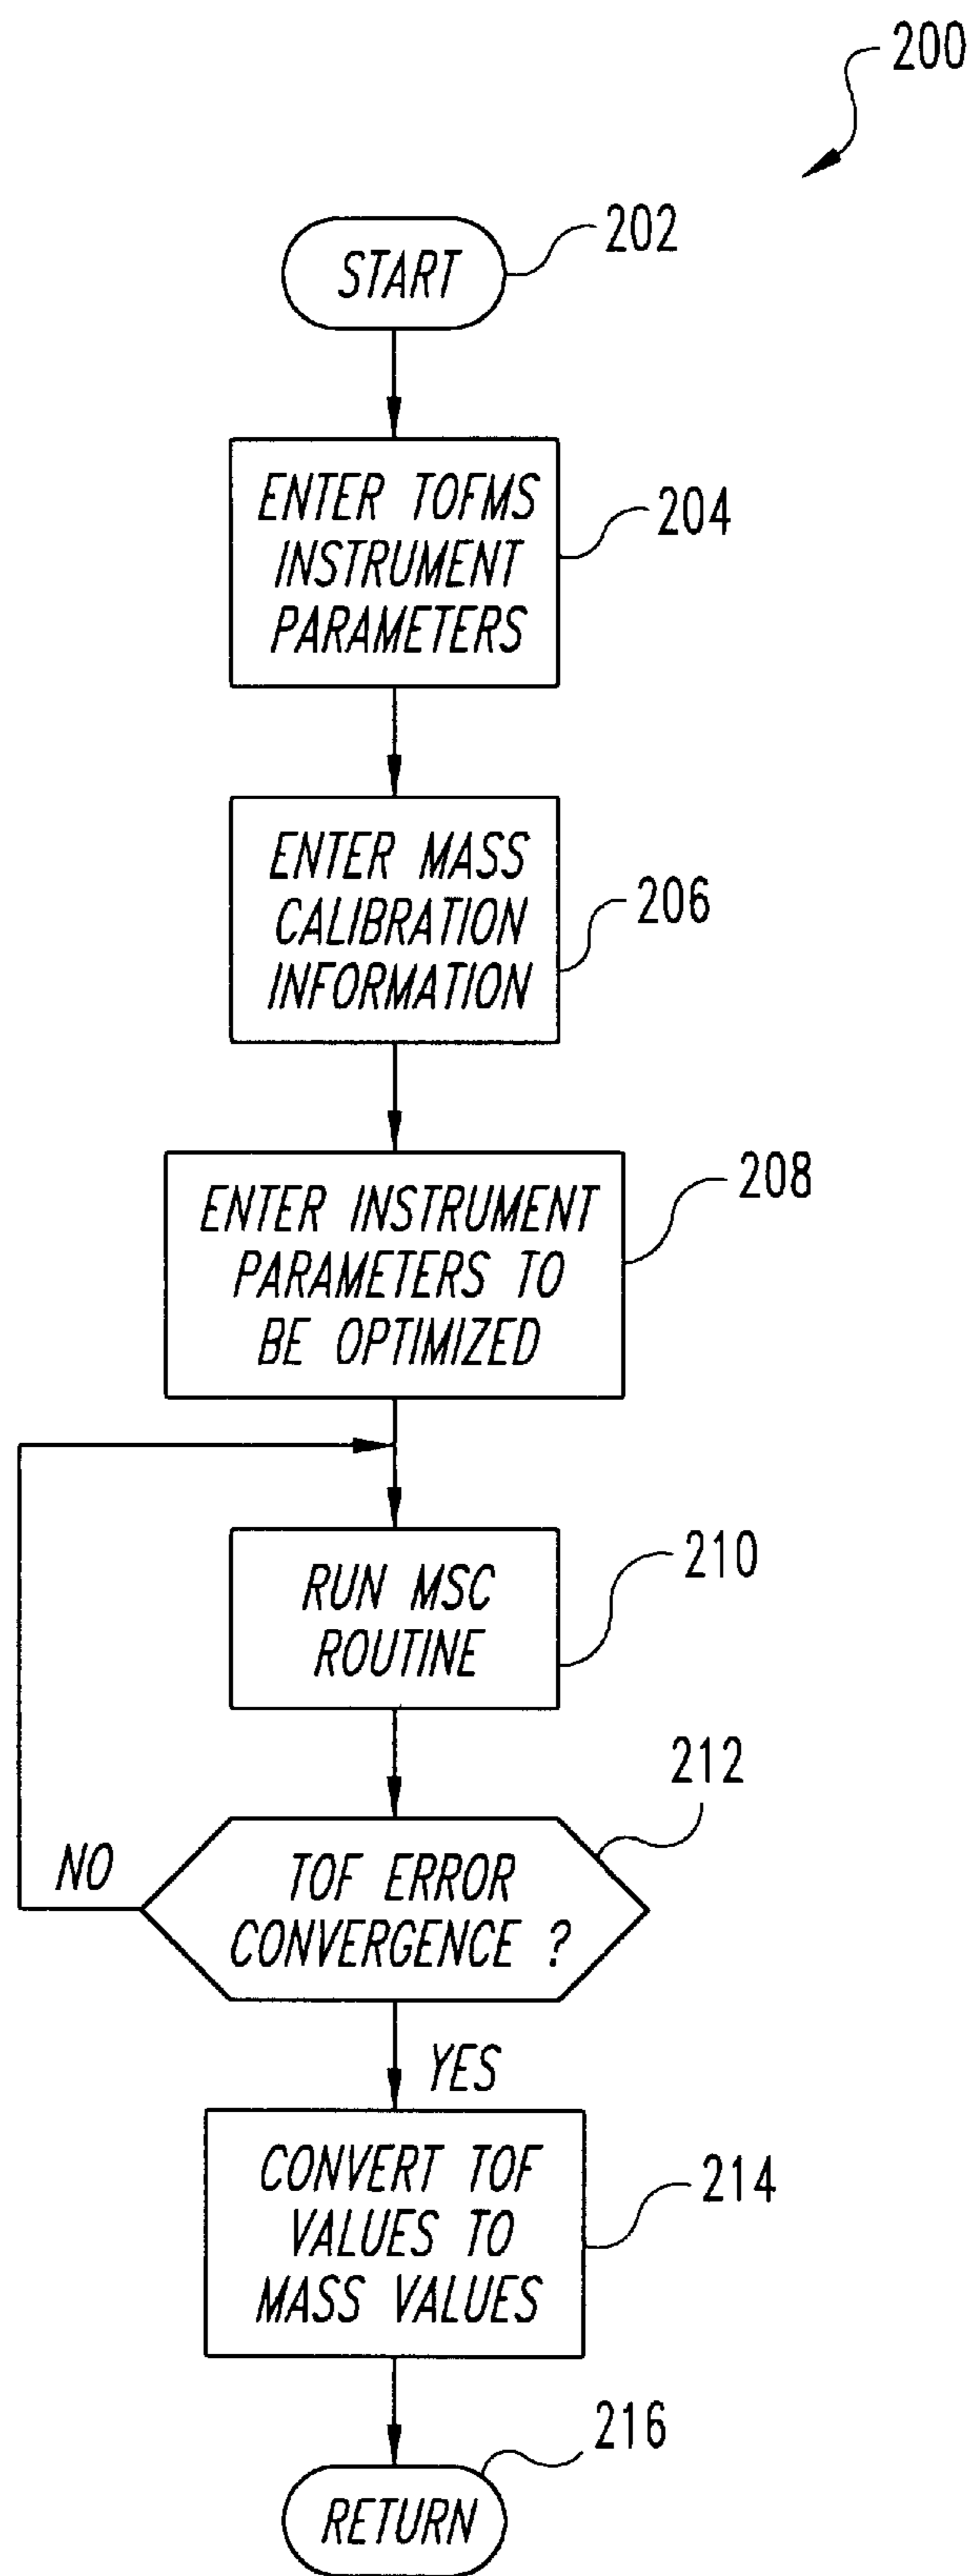 200
START
202
ENTER TOFMS
INSTRUMENT
PARAMETERS
204
ENTER MASS
CALIBRATION
INFORMATION
206
ENTER INSTRUMENT
PARAMETERS TO
BE OPTIMIZED
208
RUN MSC
ROUTINE
210
TOF ERROR
CONVERGENCE ?
212
NO
YES
CONVERT TOF
VALUES TO
MASS VALUES
214
RETURN
216